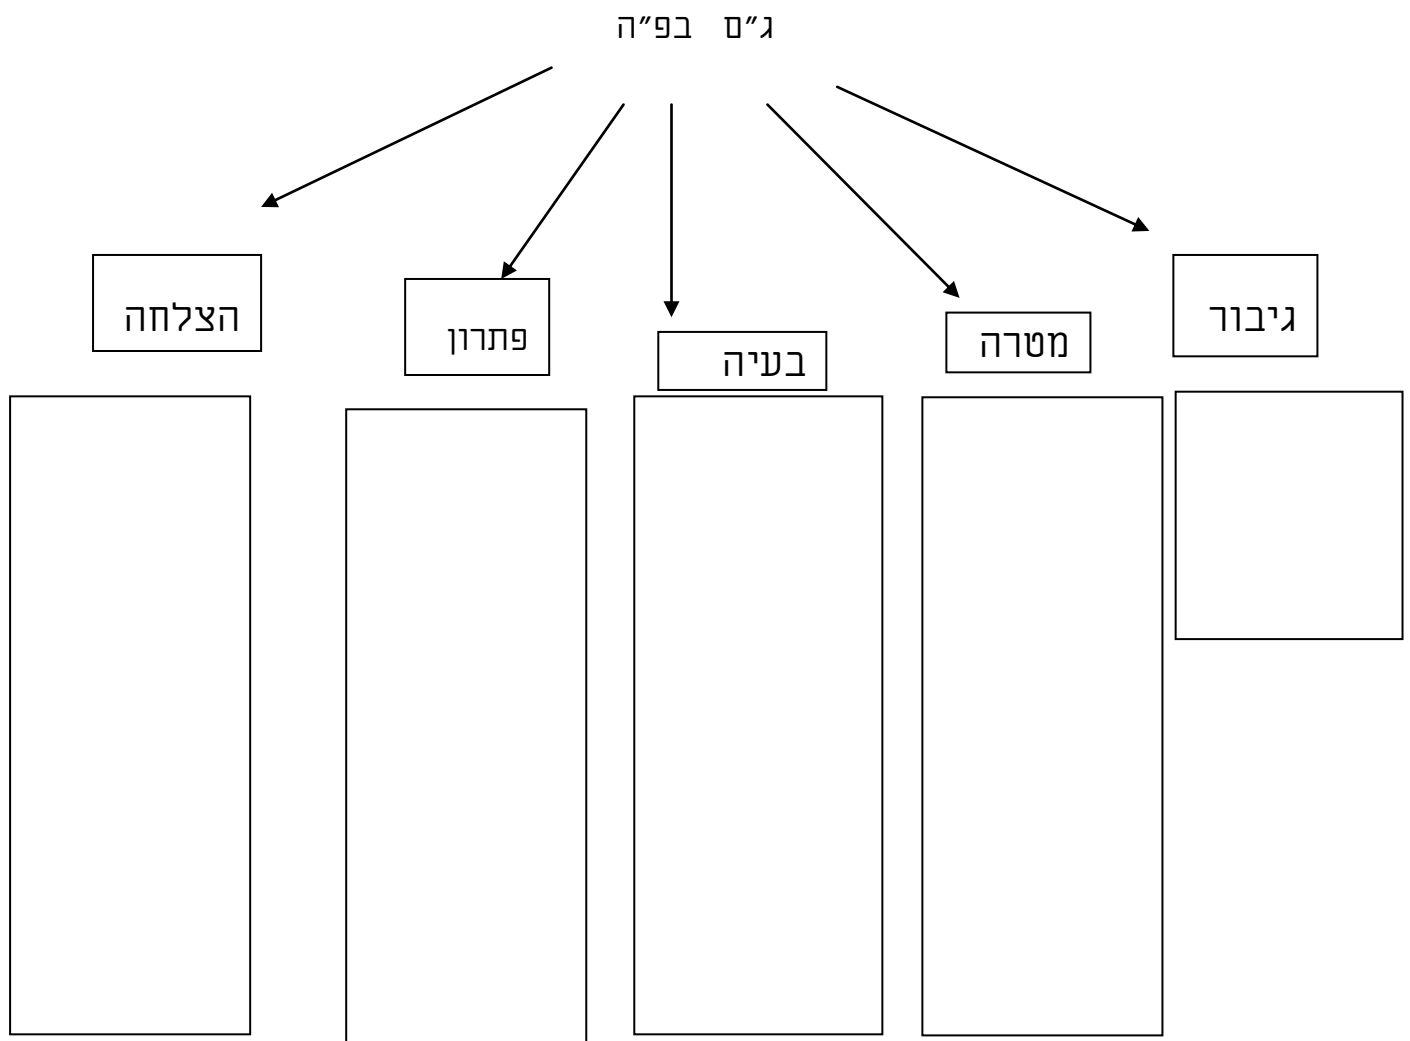 ג״ם בפ״ה
גיבור
מטרה
בעיה
פתרון
הצלחה